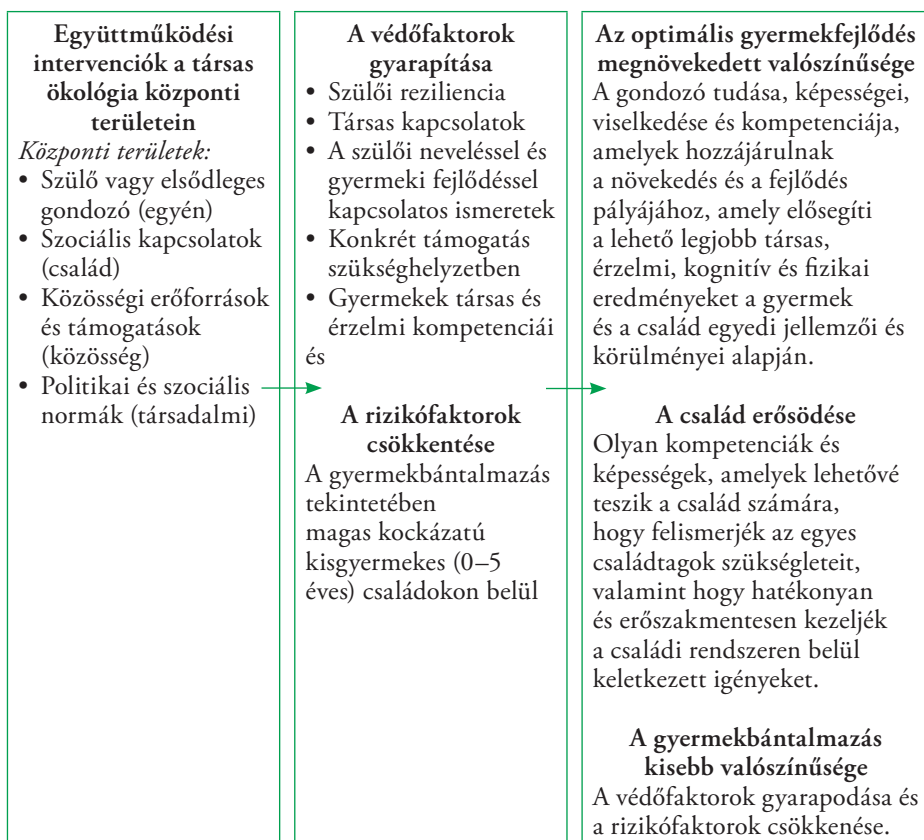 Együttműködési
intervenciók a társas
ökológia központi
területein
Központi területek:
• Szülő vagy elsődleges
gondozó (egyén)
• Szociális kapcsolatok
(család)
• Közösségi erőforrások
és támogatások
(közösség)
• Politikai és szociális
normák (társadalmi)
A védőfaktorok
gyarapítása
• Szülői reziliencia
• Társas kapcsolatok
• A szülői neveléssel és
gyermeki fejlődéssel
kapcsolatos ismeretek
• Konkrét támogatás
szükséghelyzetben
• Gyermekek társas és
érzelmi kompetenciái
és
A rizikófaktorok
csökkentése
A gyermekbántalmazás
tekintetében
magas kockázatú
kisgyermekes (0–5
éves) családokon belül
Az optimális gyermekfejlődés
megnövekedett valószínűsége
A gondozó tudása, képességei,
viselkedése és kompetenciája,
amelyek hozzájárulnak
a növekedés és a fejlődés
pályájához, amely elősegíti
a lehető legjobb társas,
érzelmi, kognitív és fizikai
eredményeket a gyermek
és a család egyedi jellemzői és
körülményei alapján.
A család erősödése
Olyan kompetenciák és
képességek, amelyek lehetővé
teszik a család számára,
hogy felismerjék az egyes
családtagok szükségleteit,
valamint hogy hatékonyan
és erőszakmentesen kezeljék
a családi rendszeren belül
keletkezett igényeket.
A gyermekbántalmazás
kisebb valószínűsége
A védőfaktorok gyarapodása és
a rizikófaktorok csökkenése.